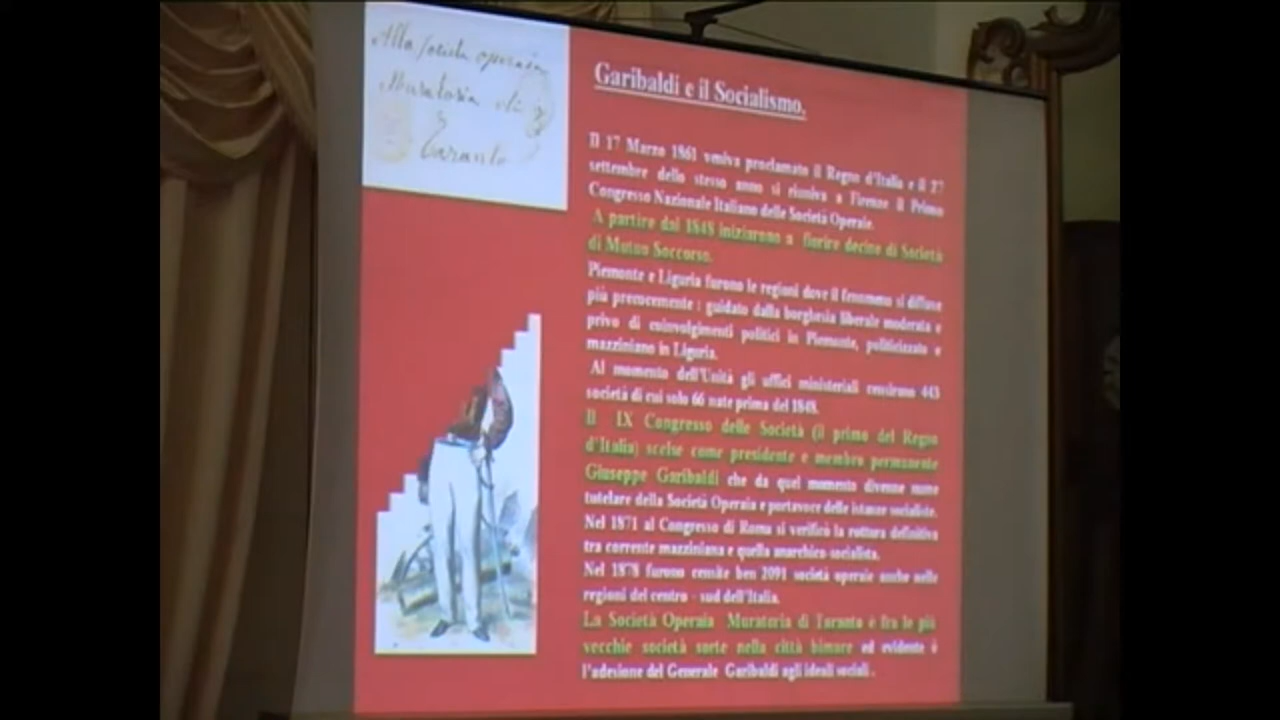 Alla società operaia
Muratoria di
Taranto
Garibaldi e il Socialismo.
Il 17 Marzo 1861 veniva proclamato il Regno d'Italia e il 27
settembre dello stesso anno si riuniva a Firenze il Primo
Congresso Nazionale Italiano delle Società Operaie.
A partire dal 1848 iniziarono a fiorire decine di Società
di Mutuo Soccorso.
Piemonte e Liguria furono le regioni dove il fenomeno si diffuse
più precocemente : guidato dalla borghesia liberale moderata e
privo di coinvolgimenti politici in Piemonte, politicizzato e
mazziniano in Liguria.
Al momento dell'Unità gli uffici ministeriali censirono 443
società di cui solo 66 nate prima del 1848.
Il IX Congresso delle Società (il primo del Regno
d'Italia) scelse come presidente e membro permanente
Giuseppe Garibaldi che da quel momento divenne nume
tutelare della Società Operaia e portavoce delle istanze socialiste.
Nel 1871 al Congresso di Roma si verificò la rottura definitiva
tra corrente mazziniana e quella anarchico-socialista.
Nel 1878 furono censite ben 2091 società operaie anche nelle
regioni del centro - sud dell'Italia.
La Società Operaia Muratoria di Taranto è fra le più
vecchie società sorte nella città bimare ed evidente è
l'adesione del Generale Garibaldi agli ideali sociali .